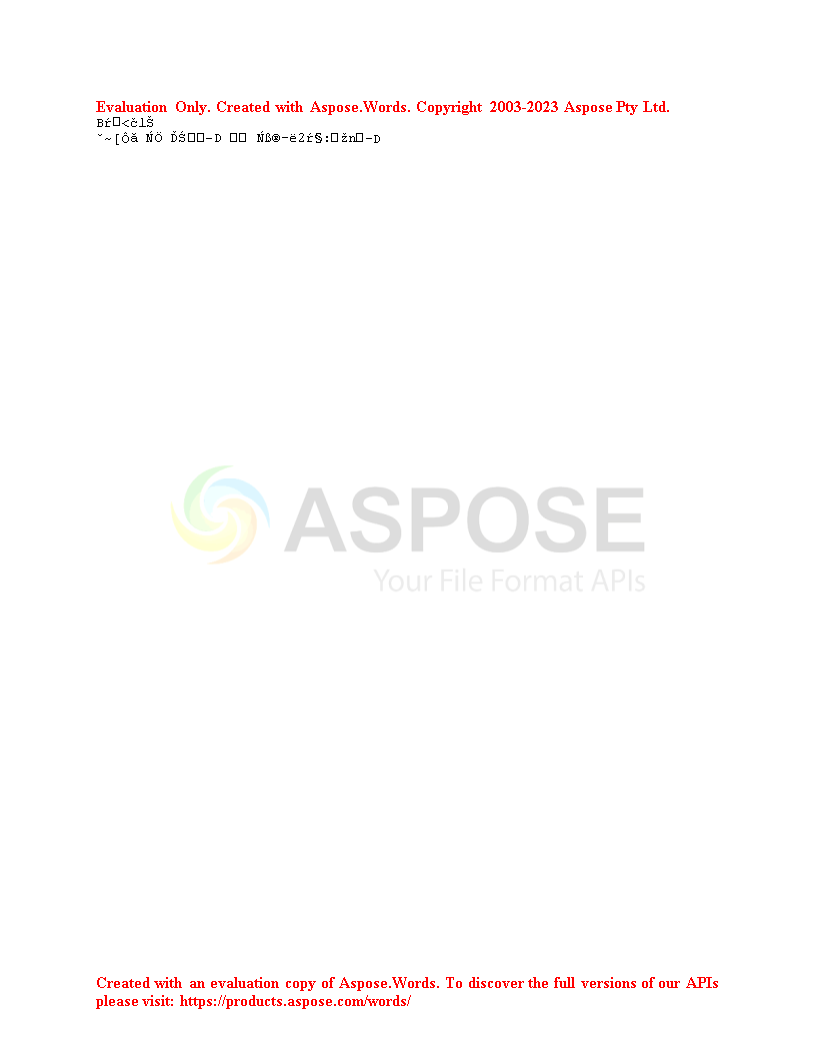 Evaluation Only. Created with Aspose.Words. Copyright 2003-2023 Aspose Pty Ltd.
Bŕ□<člŠ
ˇ~[Ôă ŃÖ ĎŚ□□-D □□ Ńß®-ë2ŕ§:□žn□-D
ASPOSE
Your File Format APIs
Created with an evaluation copy of Aspose.Words. To discover the full versions of our APIs
please visit: https://products.aspose.com/words/